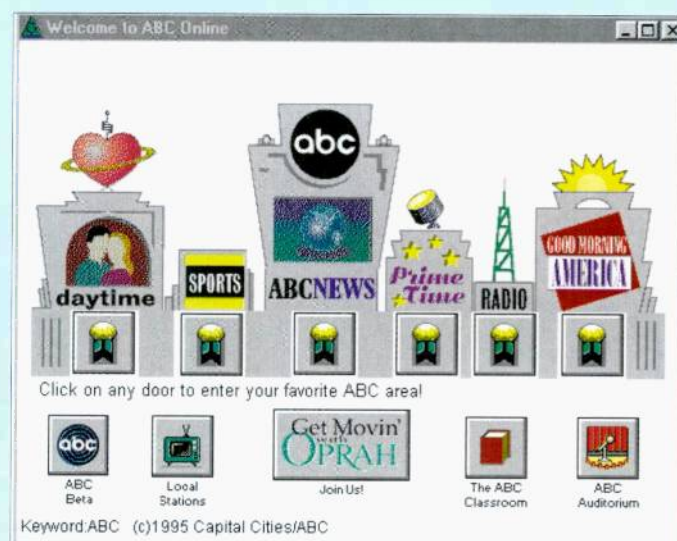 Welcome to ABC Online
abc
daytime
SPORTS
ABCNEWS
Prime
Time
RADIO
GOOD MORNING
AMERICA
Click on any door to enter your favorite ABC area!
abc
ABC
Beta
Local
Stations
Get Movin'
with
OPRAH
Join Us!
The ABC
Classroom
ABC
Auditorium
Keyword:ABC (c)1995 Capital Cities/ABC